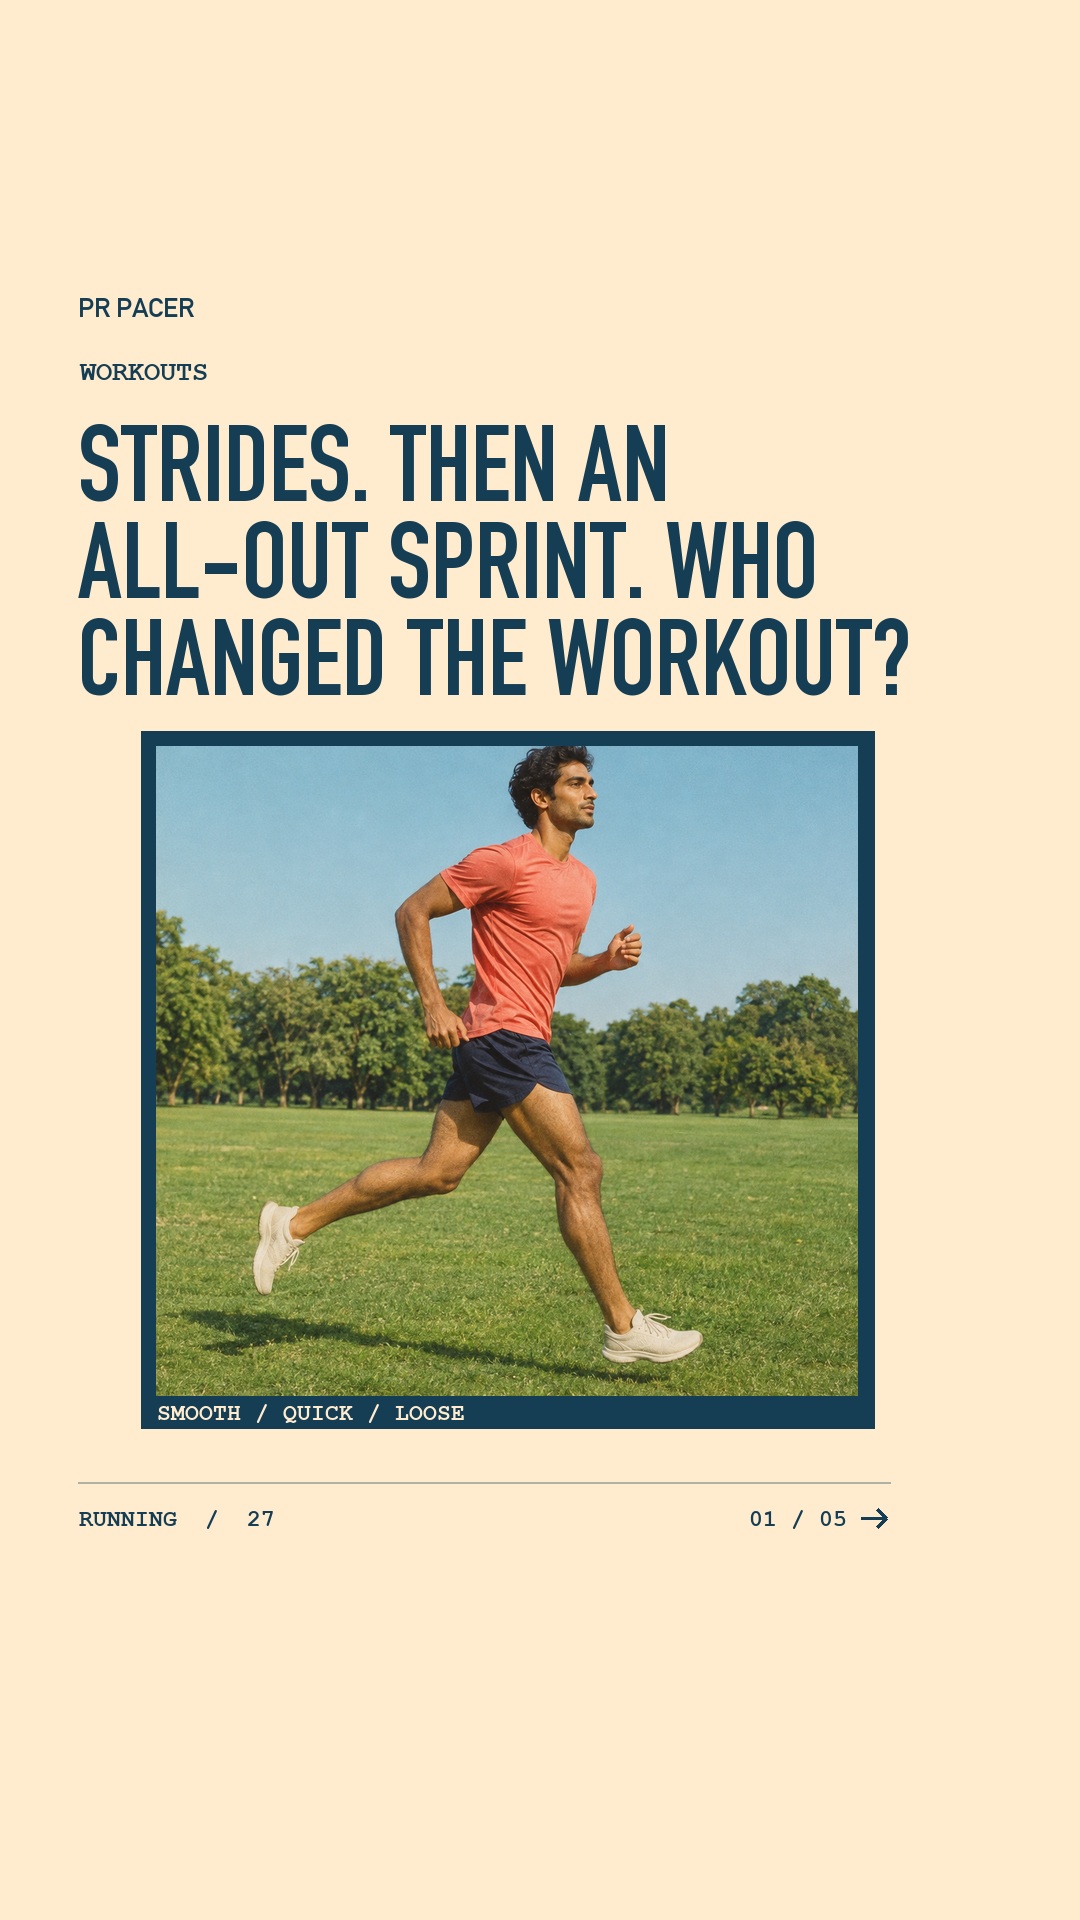 PR PACER
WORKOUTS
STRIDES. THEN AN
ALL-OUT SPRINT. WHO
CHANGED THE WORKOUT?
SMOOTH / QUICK / LOOSE
RUNNING / 27
01 / 05 →